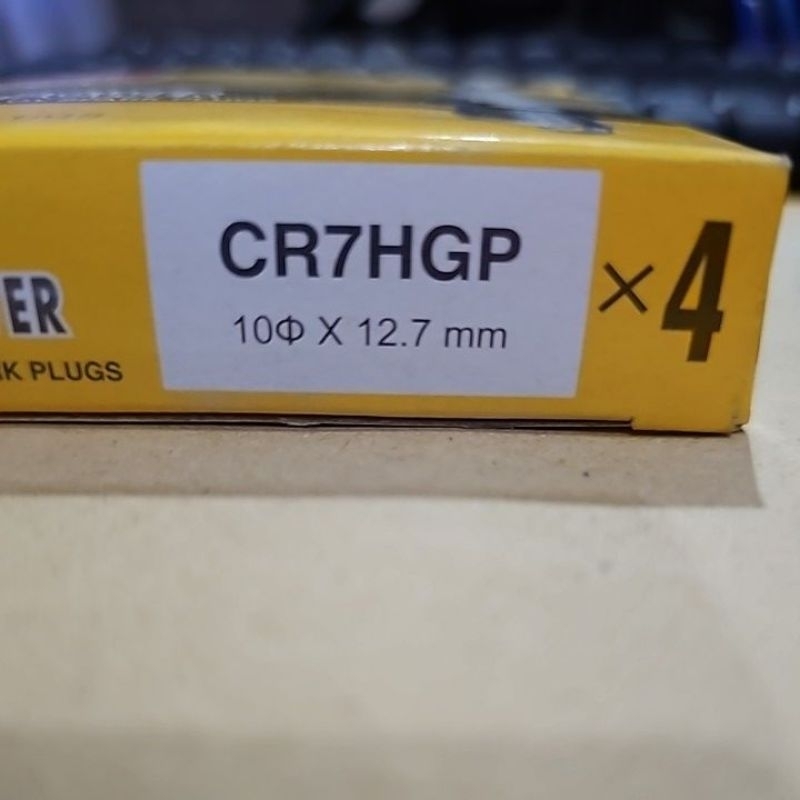 CR7HGP
10Φ X 12.7 mm
×4
ER
K PLUGS